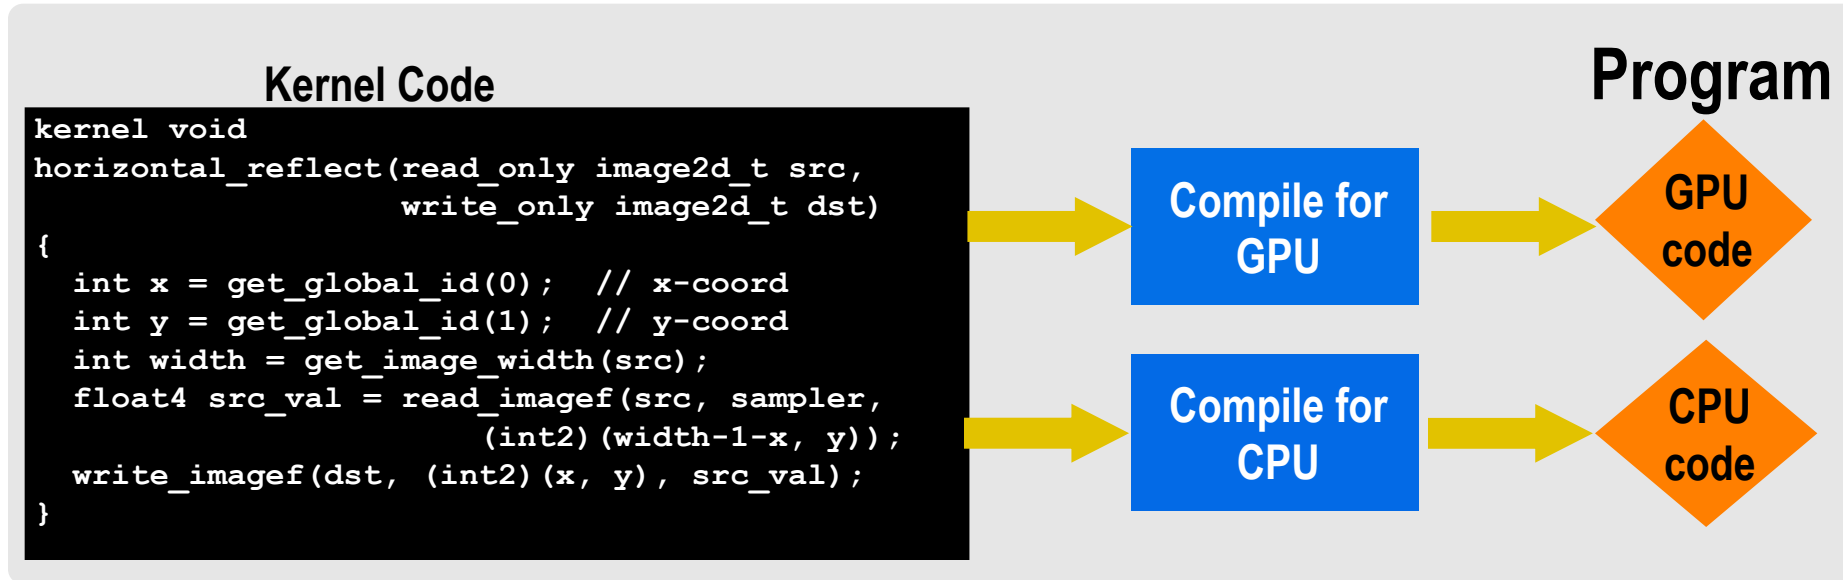 Kernel Code
kernel void
horizontal_reflect(read_only image2d_t src,
                   write_only image2d_t dst)
{
  int x = get_global_id(0);  // x-coord
  int y = get_global_id(1);  // y-coord
  int width = get_image_width(src);
  float4 src_val = read_imagef(src, sampler,
                       (int2)(width-1-x, y));
  write_imagef(dst, (int2)(x, y), src_val);
}
Compile for
GPU
Compile for
CPU
Program
GPU
code
CPU
code